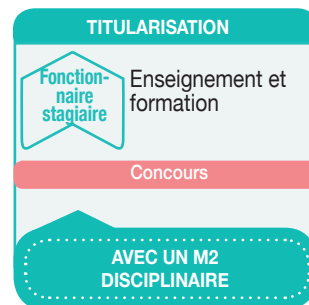 TITULARISATION
Fonction-
naire
stagiaire
Enseignement et
formation
Concours
AVEC UN M2
DISCIPLINAIRE